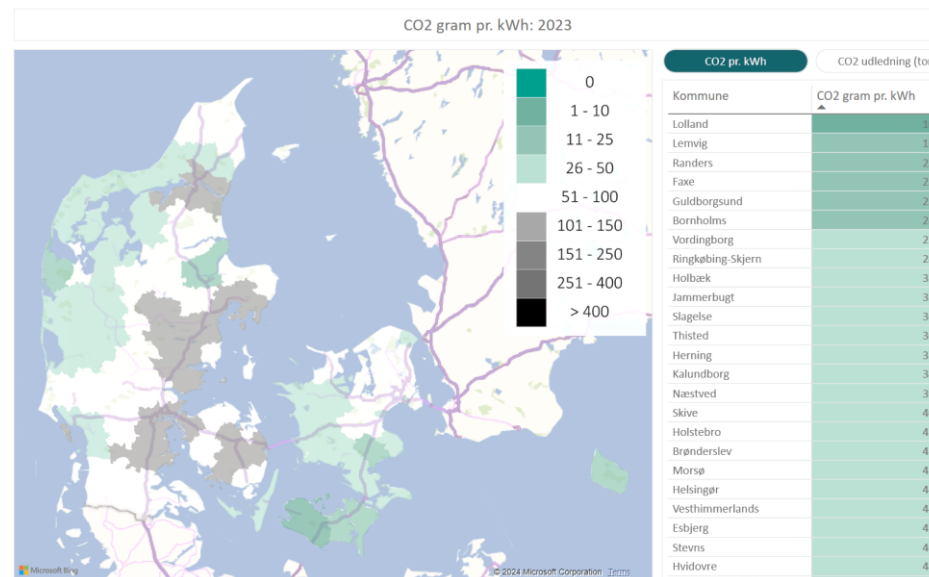 CO2 gram pr. kWh: 2023
0
1 - 10
11 - 25
26 - 50
51 - 100
101 - 150
151 - 250
251 - 400
> 400
Microsoft Bing
© 2024 Microsoft Corporation Terms
CO2 pr. kWh
CO2 udledning
Kommune
CO2 gram pr. kWh
Lolland
Lemvig
Randers
Faxe
Guldborgsund
Bornholms
Vordingborg
Ringkøbing-Skjern
Holbæk
Jammerbugt
Slagelse
Thisted
Herning
Kalundborg
Næstved
Skive
Holstebro
Brønderslev
Morsø
Helsingør
Vesthimmerlands
Esbjerg
Stevns
Hvidovre